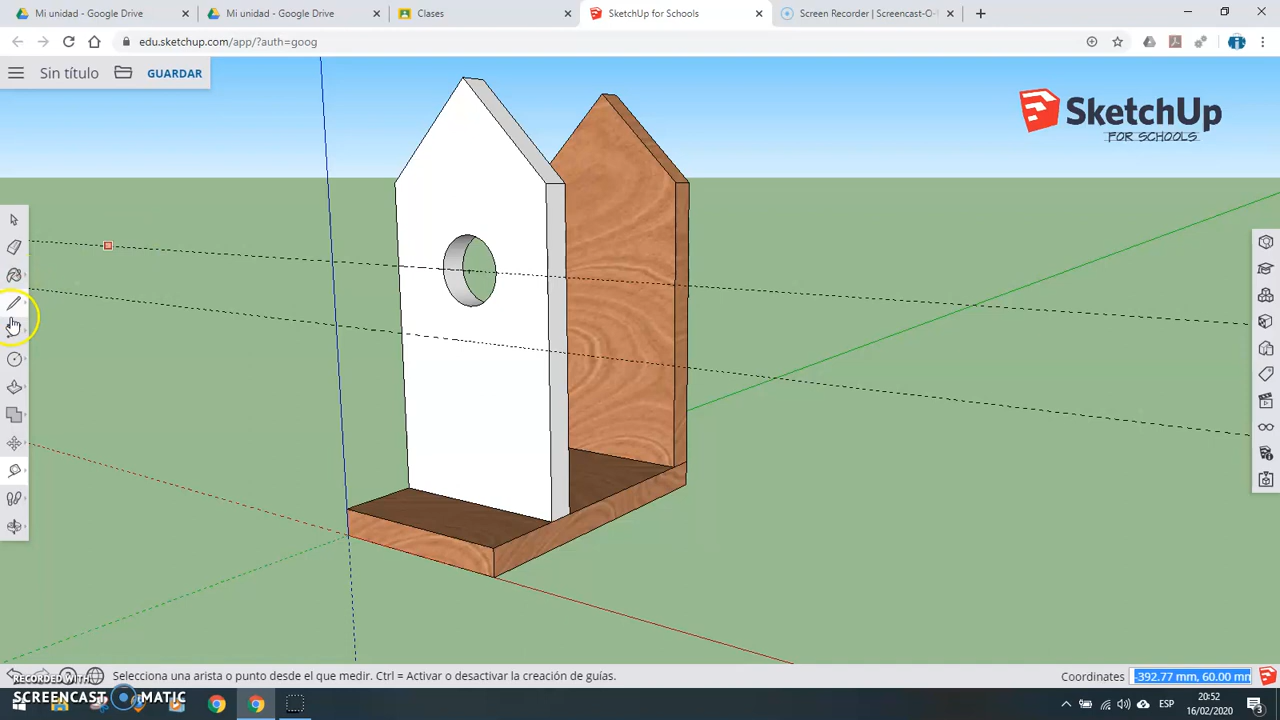 Mi unidad - Google Drive
Mi unidad - Google Drive
Clases
SketchUp for Schools
Screen Recorder | Screencast-O-
edu.sketchup.com/app/?auth=goog
Sin título
GUARDAR
SketchUp
FOR SCHOOLS
Selecciona una arista o punto desde el que medir. Ctrl = Activar o desactivar la creación de guías.
Coordinates
-392.77 mm, 60.00 mm
RECORDED WITH
SCREENCAST MATIC
ESP
20:52
16/02/2020
3